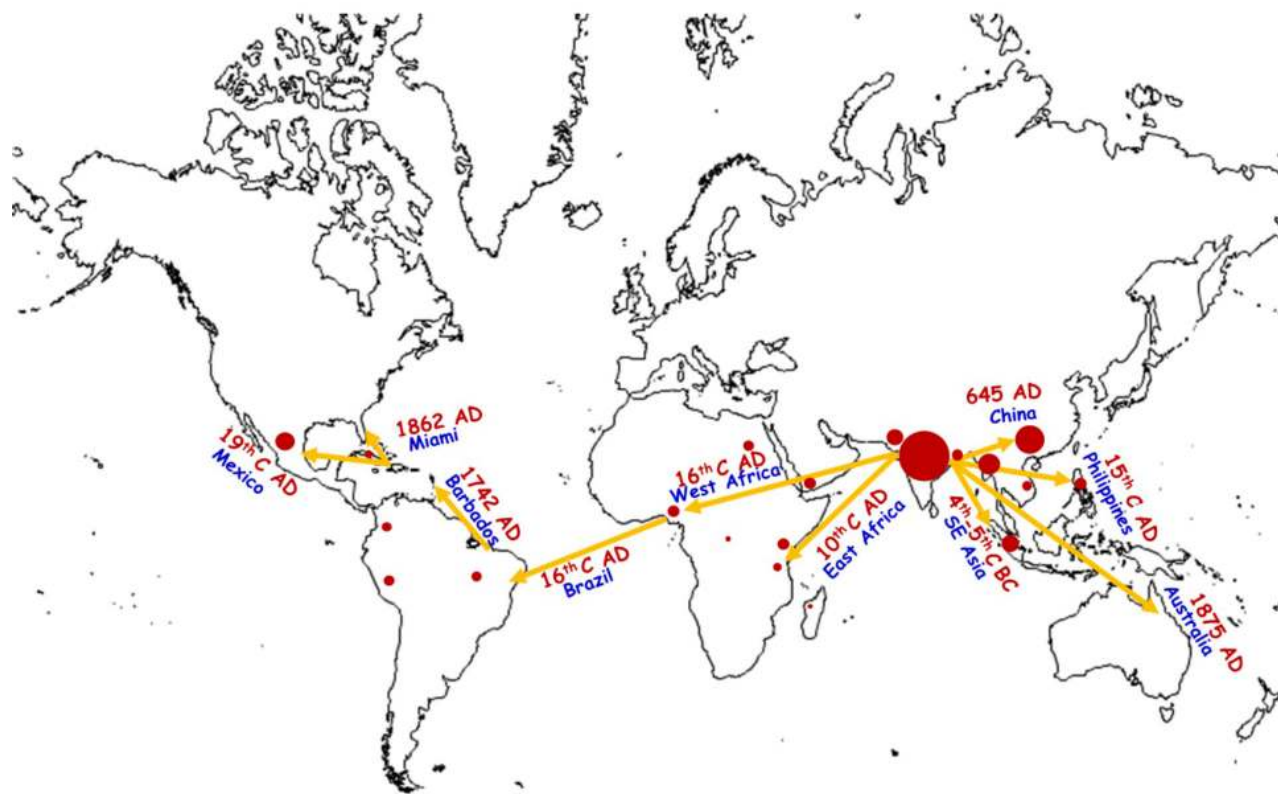 645 AD
China
1862 AD
Miami
19th C AD
Mexico
1742 AD
Barbados
16th C AD
West Africa
15th C AD
Philippines
10th C AD
East Africa
4th-5th C BC
SE Asia
16th C AD
Brazil
1875 AD
Australia